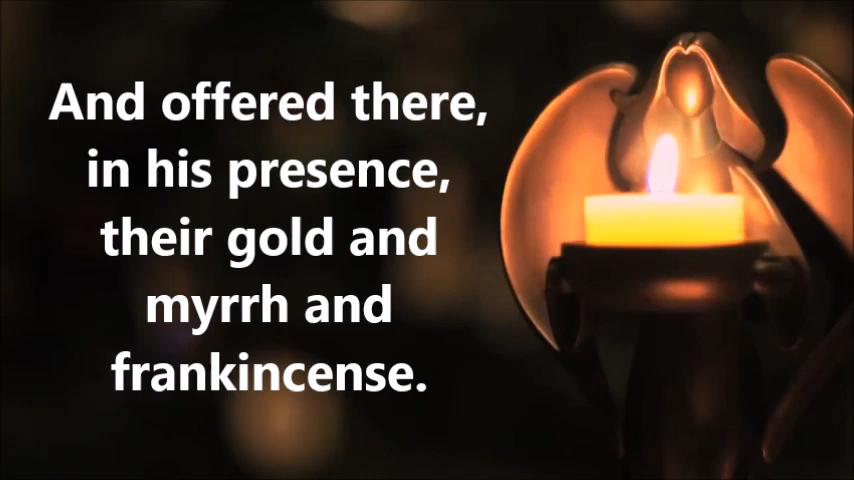 And offered there,
in his presence,
their gold and
myrrh and
frankincense.